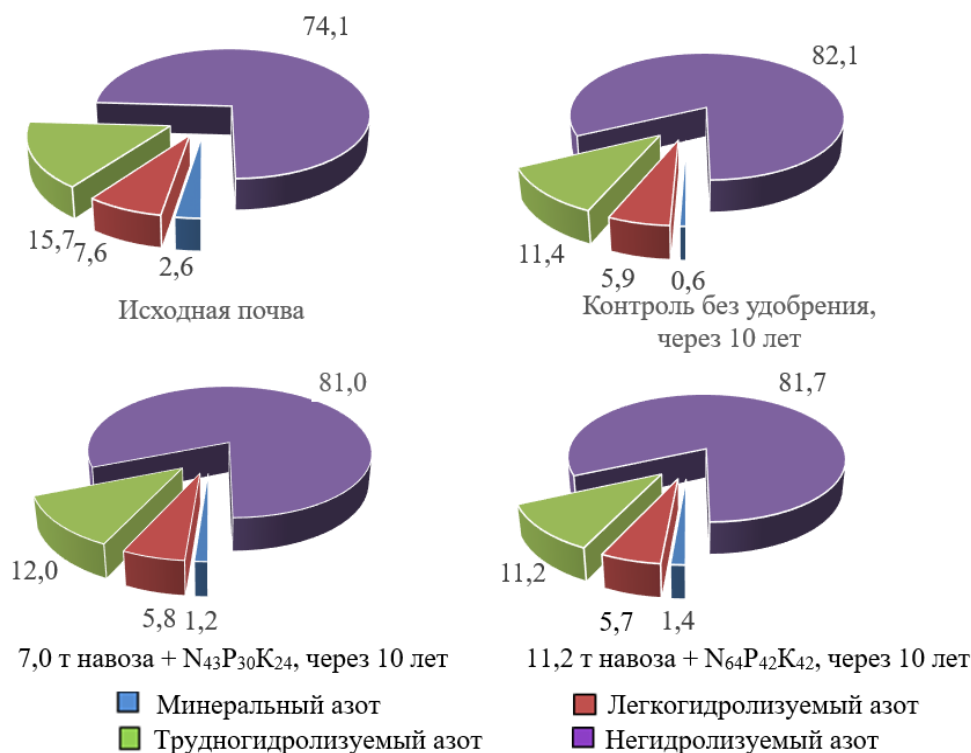 74,1
15,7
7,6
2,6
Исходная почва
82,1
11,4
5,9
0,6
Контроль без удобрения,
через 10 лет
81,0
12,0
5,8
1,2
7,0 т навоза + N₄₃P₃₀K₂₄, через 10 лет
81,7
11,2
5,7
1,4
11,2 т навоза + N₆₄P₄₂K₄₂, через 10 лет
Минеральный азот
Легкогидролизуемый азот
Трудногидролизуемый азот
Негидролизуемый азот